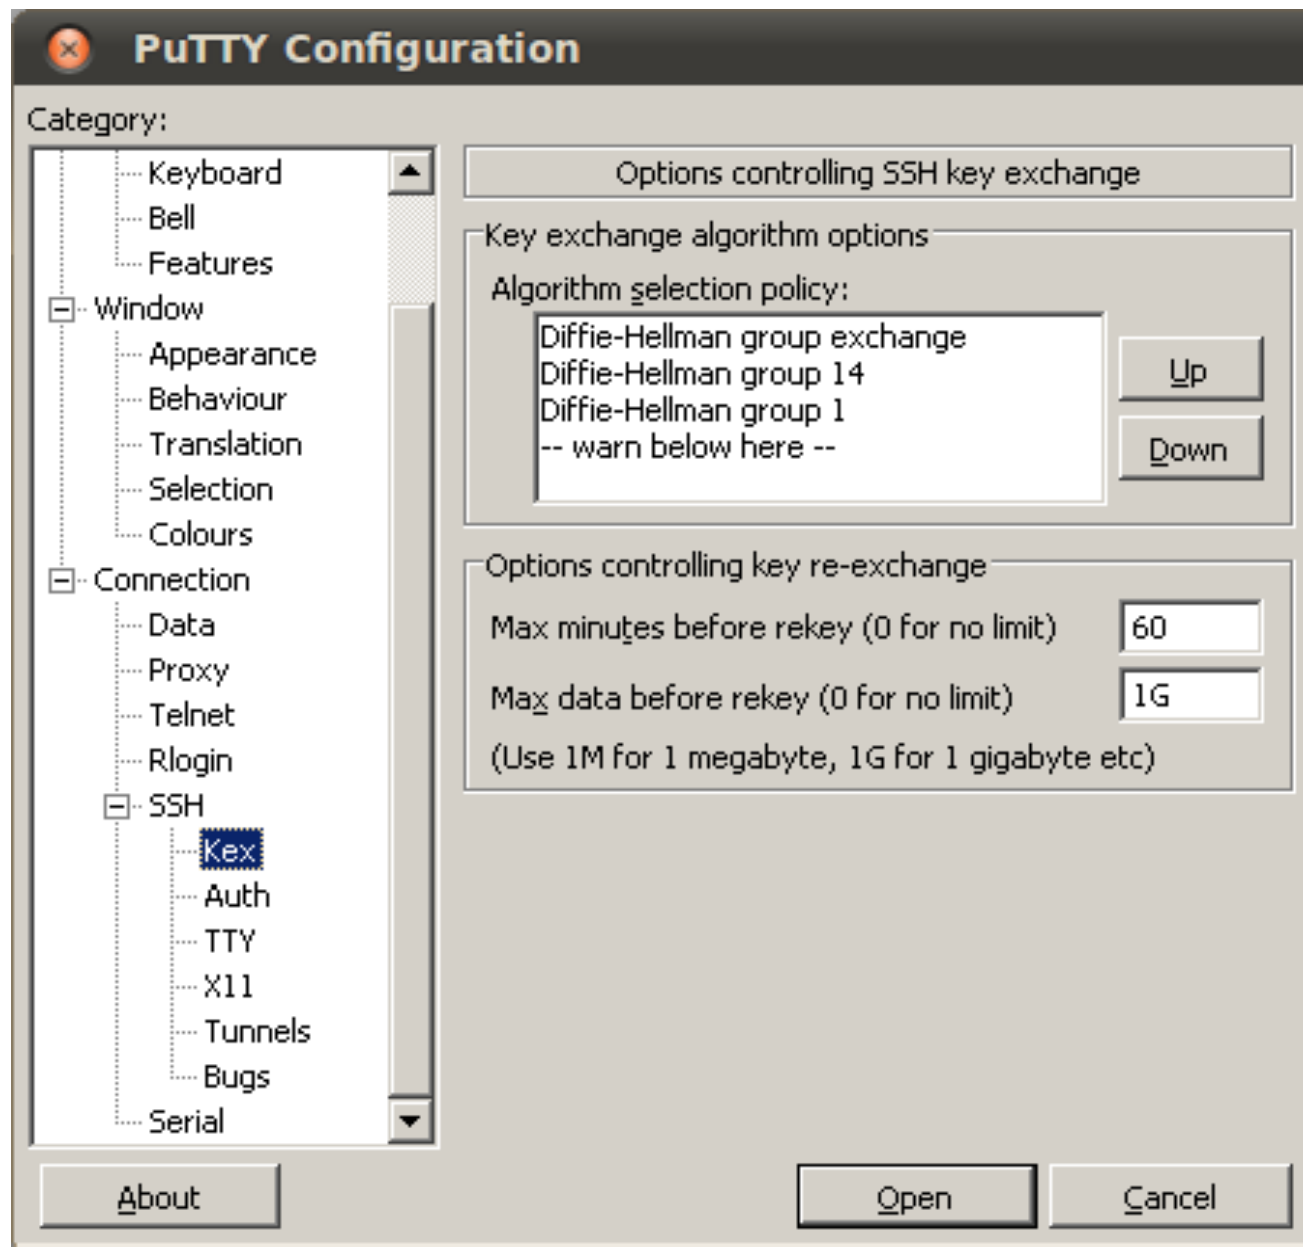 PuTTY Configuration
Category:
Keyboard
Bell
Features
Window
Appearance
Behaviour
Translation
Selection
Colours
Connection
Data
Proxy
Telnet
Rlogin
SSH
Kex
Auth
TTY
X11
Tunnels
Bugs
Serial
Options controlling SSH key exchange
Key exchange algorithm options
Algorithm selection policy:
Diffie-Hellman group exchange
Diffie-Hellman group 14
Diffie-Hellman group 1
-- warn below here --
Up
Down
Options controlling key re-exchange
Max minutes before rekey (0 for no limit) 60
Max data before rekey (0 for no limit) 1G
(Use 1M for 1 megabyte, 1G for 1 gigabyte etc)
About
Open
Cancel